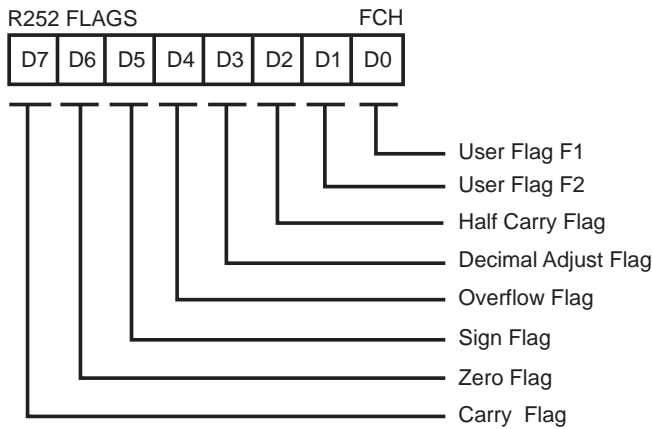 R252 FLAGS FCH
D7 D6 D5 D4 D3 D2 D1 D0
User Flag F1
User Flag F2
Half Carry Flag
Decimal Adjust Flag
Overflow Flag
Sign Flag
Zero Flag
Carry Flag